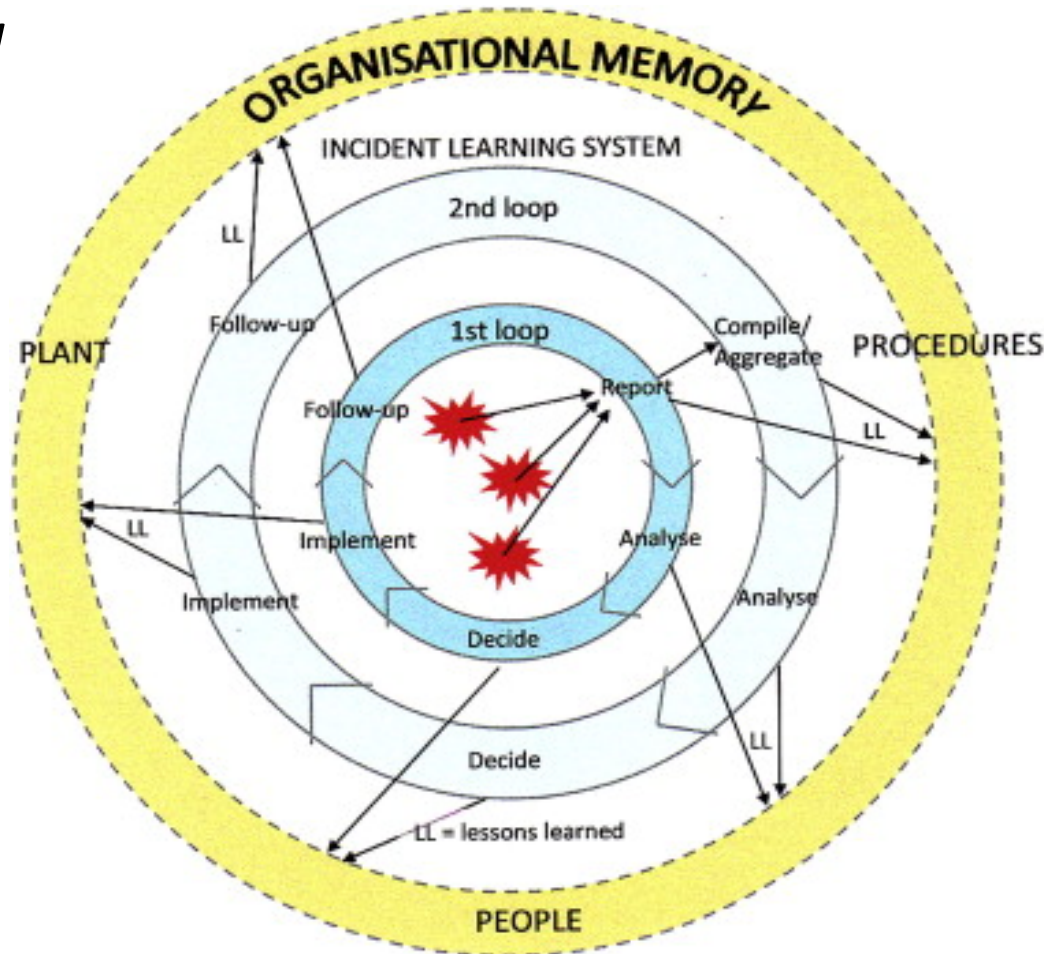 ORGANISATIONAL MEMORY
INCIDENT LEARNING SYSTEM
2nd loop
LL
Follow-up
Compile/
Aggregate
PLANT
PROCEDURES
1st loop
Report
Follow-up
LL
LL
Implement
Analyse
Implement
Analyse
Decide
LL
Decide
LL = lessons learned
PEOPLE